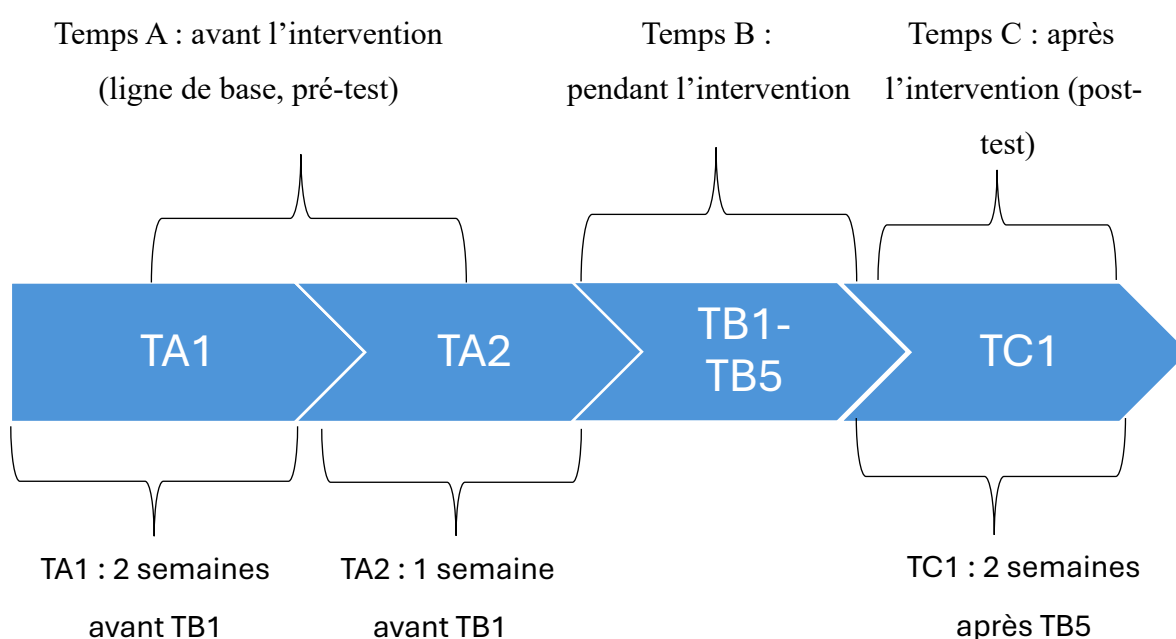 Temps A : avant l’intervention
(ligne de base, pré-test)
Temps B :
pendant l’intervention
Temps C : après
l’intervention (post-
test)
TA1
TA2
TB1-
TB5
TC1
TA1 : 2 semaines
avant TB1
TA2 : 1 semaine
avant TB1
TC1 : 2 semaines
après TB5